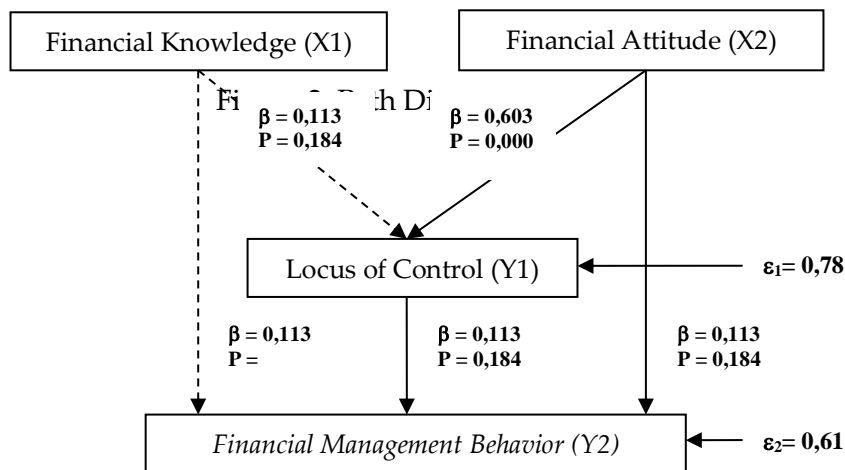 Financial Knowledge (X1)
Financial Attitude (X2)
β = 0,113
P = 0,184
β = 0,603
P = 0,000
Locus of Control (Y1)
ε1= 0,78
β = 0,113
P =
β = 0,113
P = 0,184
β = 0,113
P = 0,184
Financial Management Behavior (Y2)
ε2= 0,61